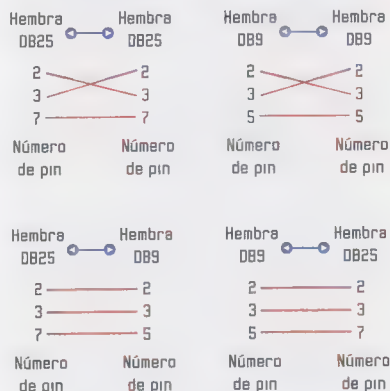 Hembra Hembra
DB25 DB25
2 2
3 3
7 7
Número Número
de pin de pin
Hembra Hembra
DB9 DB9
2 2
3 3
5 5
Número Número
de pin de pin
Hembra Hembra
DB25 DB9
2 2
3 3
7 5
Número Número
de pin de pin
Hembra Hembra
DB9 DB25
2 2
3 3
5 7
Número Número
de pin de pin